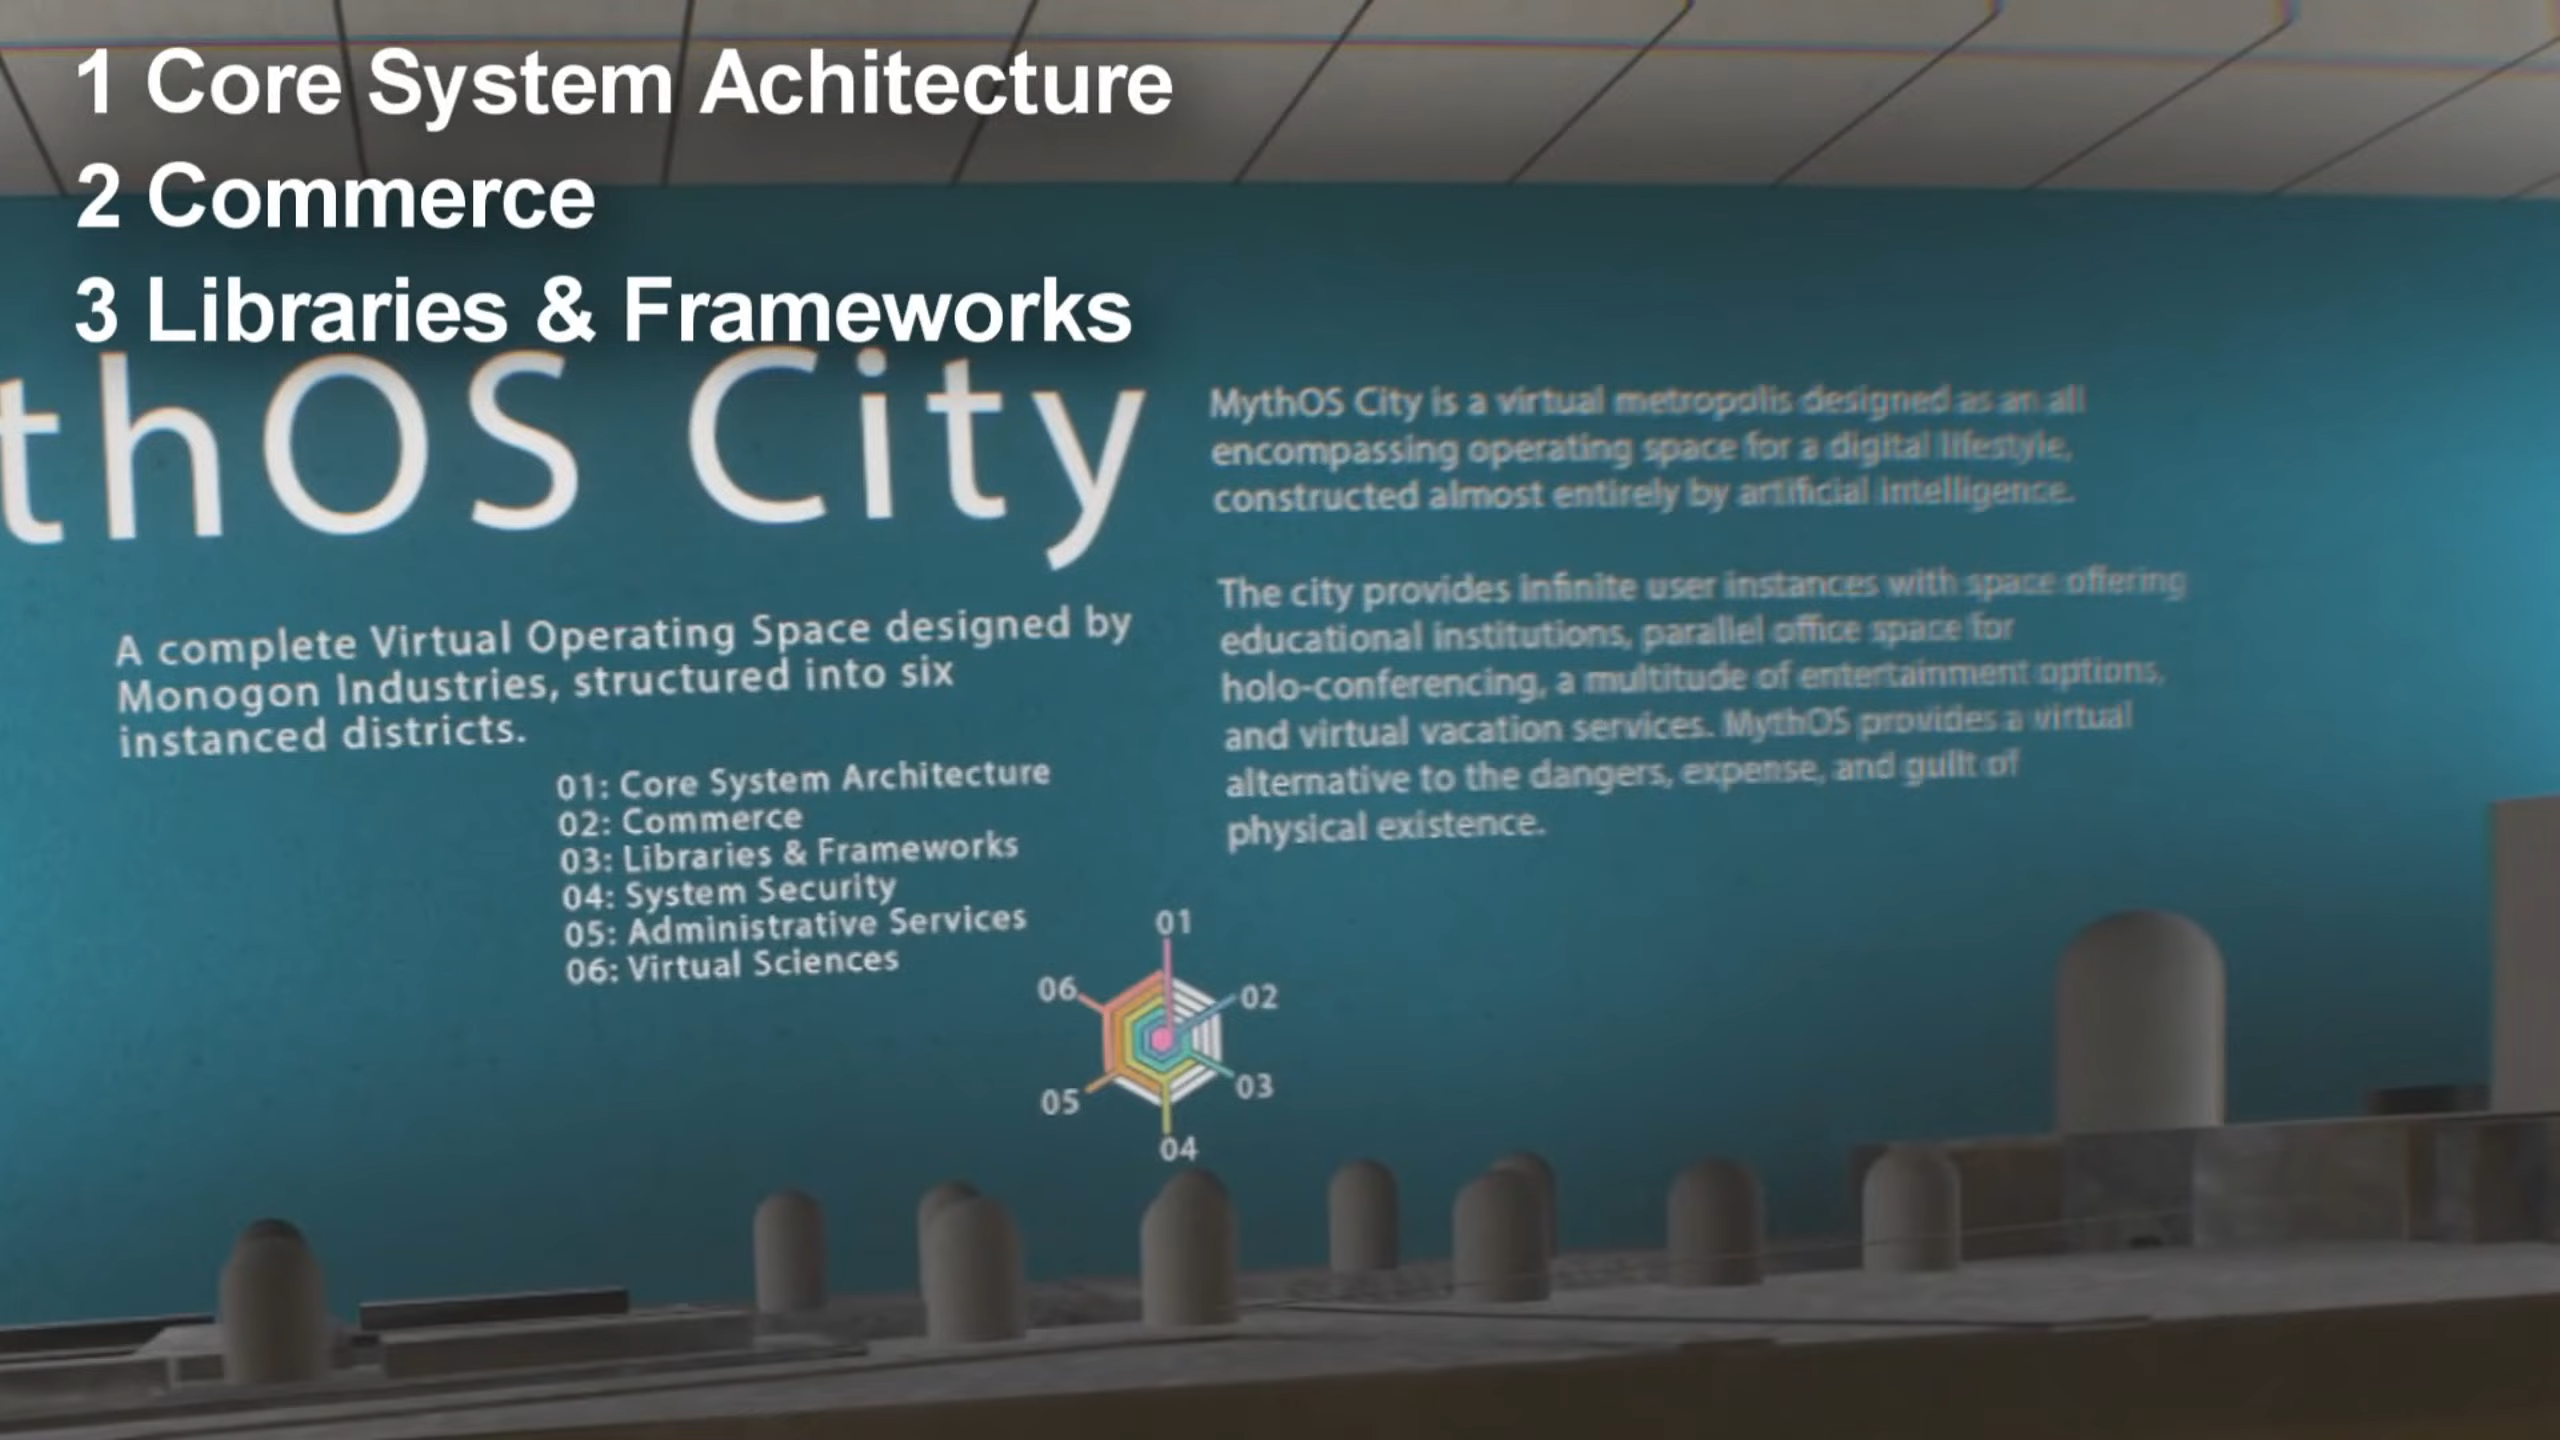 1 Core System Achitecture
2 Commerce
3 Libraries & Frameworks
thOS City
A complete Virtual Operating Space designed by
Monogon Industries, structured into six
instanced districts.
01: Core System Architecture
02: Commerce
03: Libraries & Frameworks
04: System Security
05: Administrative Services
06: Virtual Sciences
MythOS City is a virtual metropolis designed as an all
encompassing operating space for a digital lifestyle,
constructed almost entirely by artificial intelligence.
The city provides infinite user instances with space offering
educational institutions, parallel office space for
holo-conferencing, a multitude of entertainment options,
and virtual vacation services. MythOS provides a virtual
alternative to the dangers, expense, and guilt of
physical existence.
01
02
03
04
05
06